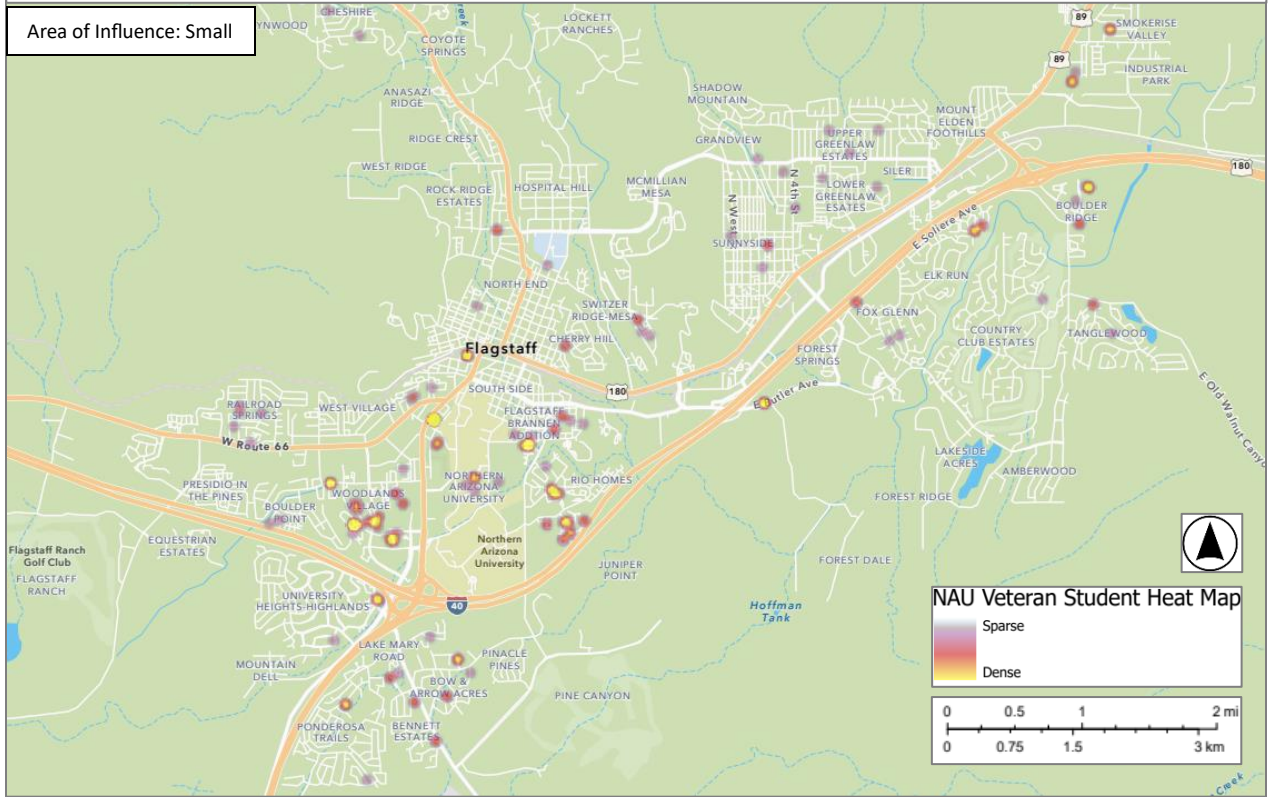 Area of Influence: Small
CHESHIRE
YNWOOD
Creek
COYOTE
SPRINGS
LOCKETT
RANCHES
89
SMOKERISE
VALLEY
89
INDUSTRIAL
PARK
ANASAZI
RIDGE
SHADOW
MOUNTAIN
MOUNT
ELDEN
FOOTHILLS
RIDGE CREST
GRANDVIEW
UPPER
GREENLAW
ESTATES
WEST RIDGE
180
SILER
N 4th St
ROCK RIDGE
ESTATES
HOSPITAL HILL
MCMILLIAN
MESA
LOWER
GREENLAW
ESATES
N West
BOULDER
RIDGE
E Soliere Ave
SUNNYSIDE
ELK RUN
NORTH END
SWITZER
RIDGE-MESA
FOX GLENN
COUNTRY
CLUB ESTATES
TANGLEWOOD
CHERRY HILL
Flagstaff
FOREST
SPRINGS
SOUTH SIDE
180
E Butler Ave
E Old Walnut Canyo
RAILROAD
SPRINGS
WEST VILLAGE
FLAGSTAFF
BRANNEN
ADDITION
W Route 66
LAKESIDE
ACRES
AMBERWOOD
PRESIDIO IN
THE PINES
WOODLANDS
VILLAGE
NORTHERN
ARIZONA
UNIVERSITY
RIO HOMES
FOREST RIDGE
BOULDER
POINT
EQUESTRIAN
ESTATES
Northern
Arizona
University
Flagstaff Ranch
Golf Club
FLAGSTAFF
RANCH
JUNIPER
POINT
FOREST DALE
UNIVERSITY
HEIGHTS-HIGHLANDS
40
Hoffman
Tank
NAU Veteran Student Heat Map
Sparse
Dense
LAKE MARY
ROAD
PINACLE
PINES
MOUNTAIN
DELL
BOW &
ARROW ACRES
PINE CANYON
PONDEROSA
TRAILS
BENNETT
ESTATES
0 0.5 1 2 mi
0 0.75 1.5 3 km
Creek